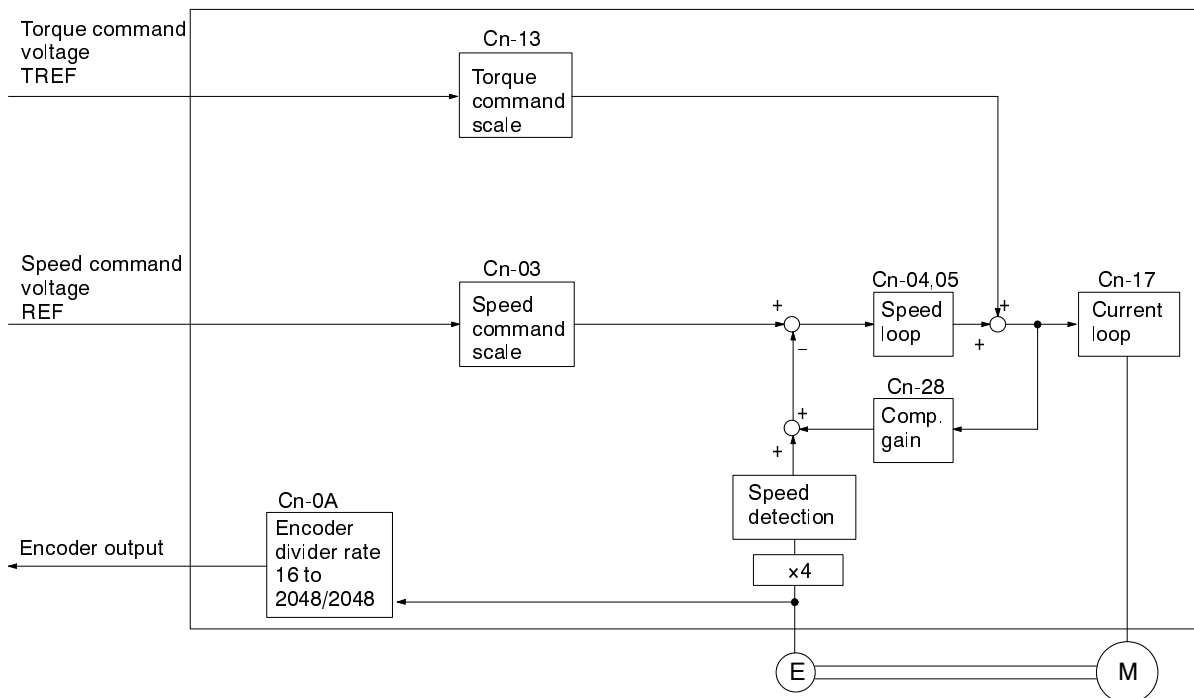 Torque command
voltage
TREF
Cn-13
Torque
command
scale
Speed command
voltage
REF
Cn-03
Speed
command
scale
+
−
Cn-04,05
Speed
loop
+
+
Cn-17
Current
loop
Cn-28
Comp.
gain
+
+
Speed
detection
×4
Cn-0A
Encoder
divider rate
16 to
2048/2048
Encoder output
E
M